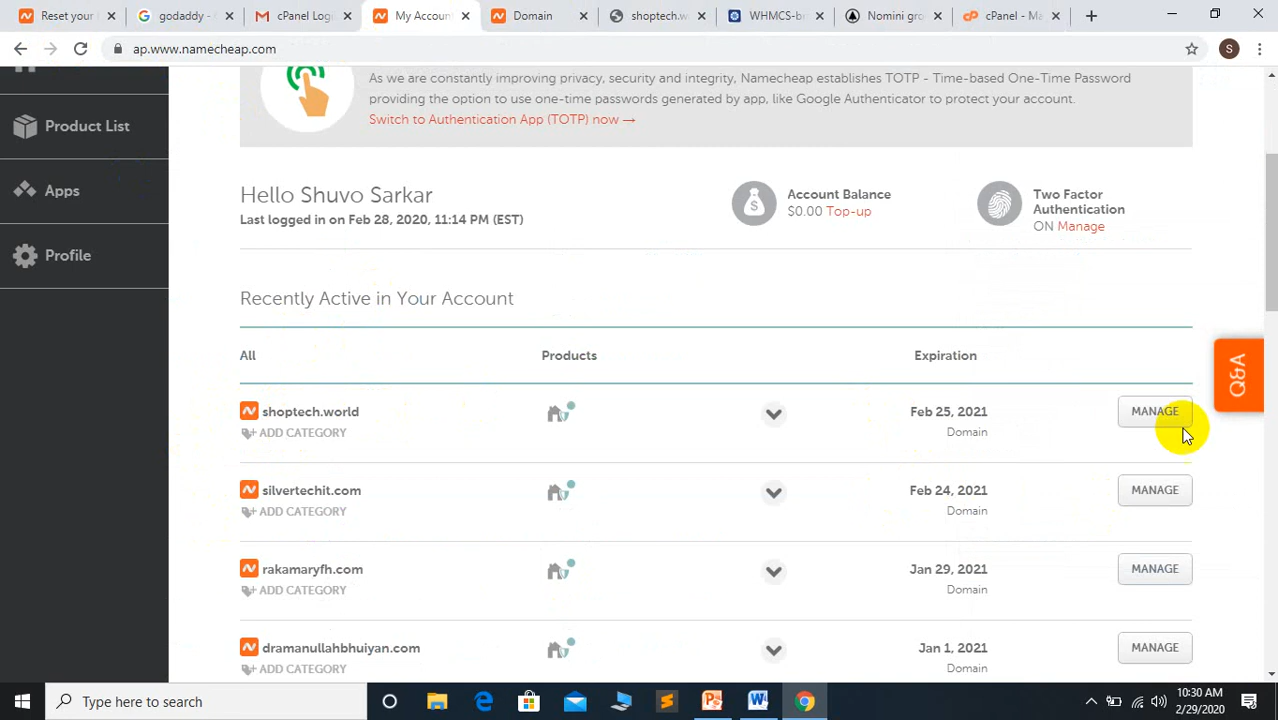 Reset your
godaddy - 
cPanel Log
My Accoun
Domain
shoptech.w
WHMCS-b
Nomini gro
cPanel - Ma
ap.www.namecheap.com
S
As we are constantly improving privacy, security and integrity, Namecheap establishes TOTP - Time-based One-Time Password
providing the option to use one-time passwords generated by app, like Google Authenticator to protect your account.
Switch to Authentication App (TOTP) now →
Product List
Apps
Profile
Hello Shuvo Sarkar
Last logged in on Feb 28, 2020, 11:14 PM (EST)
Account Balance
$0.00 Top-up
Two Factor
Authentication
ON Manage
Recently Active in Your Account
All Products Expiration
shoptech.world Feb 25, 2021 MANAGE
ADD CATEGORY Domain
silvertechit.com Feb 24, 2021 MANAGE
ADD CATEGORY Domain
rakamaryfh.com Jan 29, 2021 MANAGE
ADD CATEGORY Domain
dramanullahbhuiyan.com Jan 1, 2021 MANAGE
ADD CATEGORY Domain
A&Q
Type here to search
10:30 AM
2/29/2020